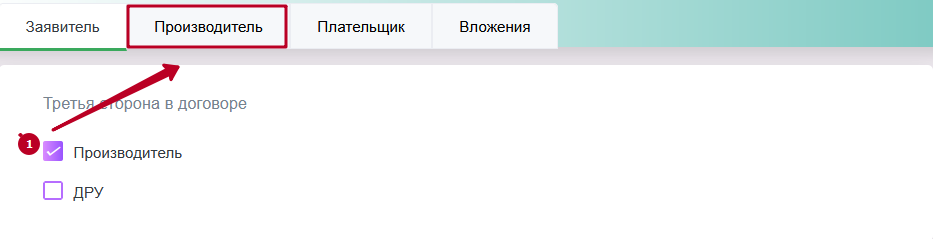 Заявитель Производитель Плательщик Вложения
Третья сторона в договоре
1
Производитель
ДРУ